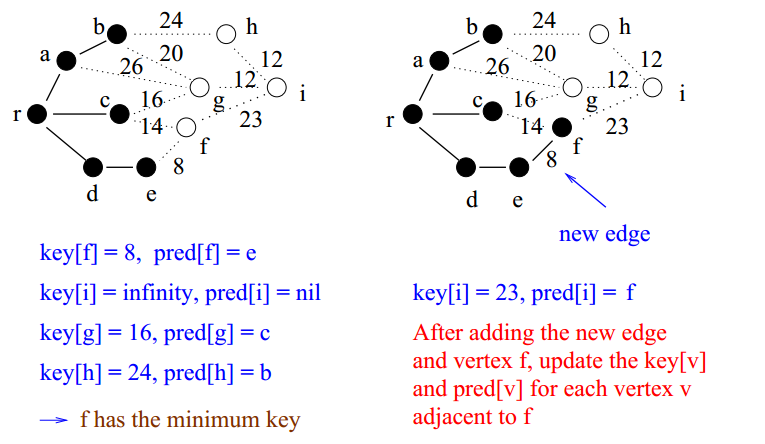 b 24 h
a 26 20 12
12
r c 16 g i
14 23
f
8
d e
key[f] = 8, pred[f] = e
key[i] = infinity, pred[i] = nil
key[g] = 16, pred[g] = c
key[h] = 24, pred[h] = b
→ f has the minimum key
b 24 h
a 26 20 12
12
r c 16 g i
14 23
f
8
d e
new edge
key[i] = 23, pred[i] = f
After adding the new edge
and vertex f, update the key[v]
and pred[v] for each vertex v
adjacent to f